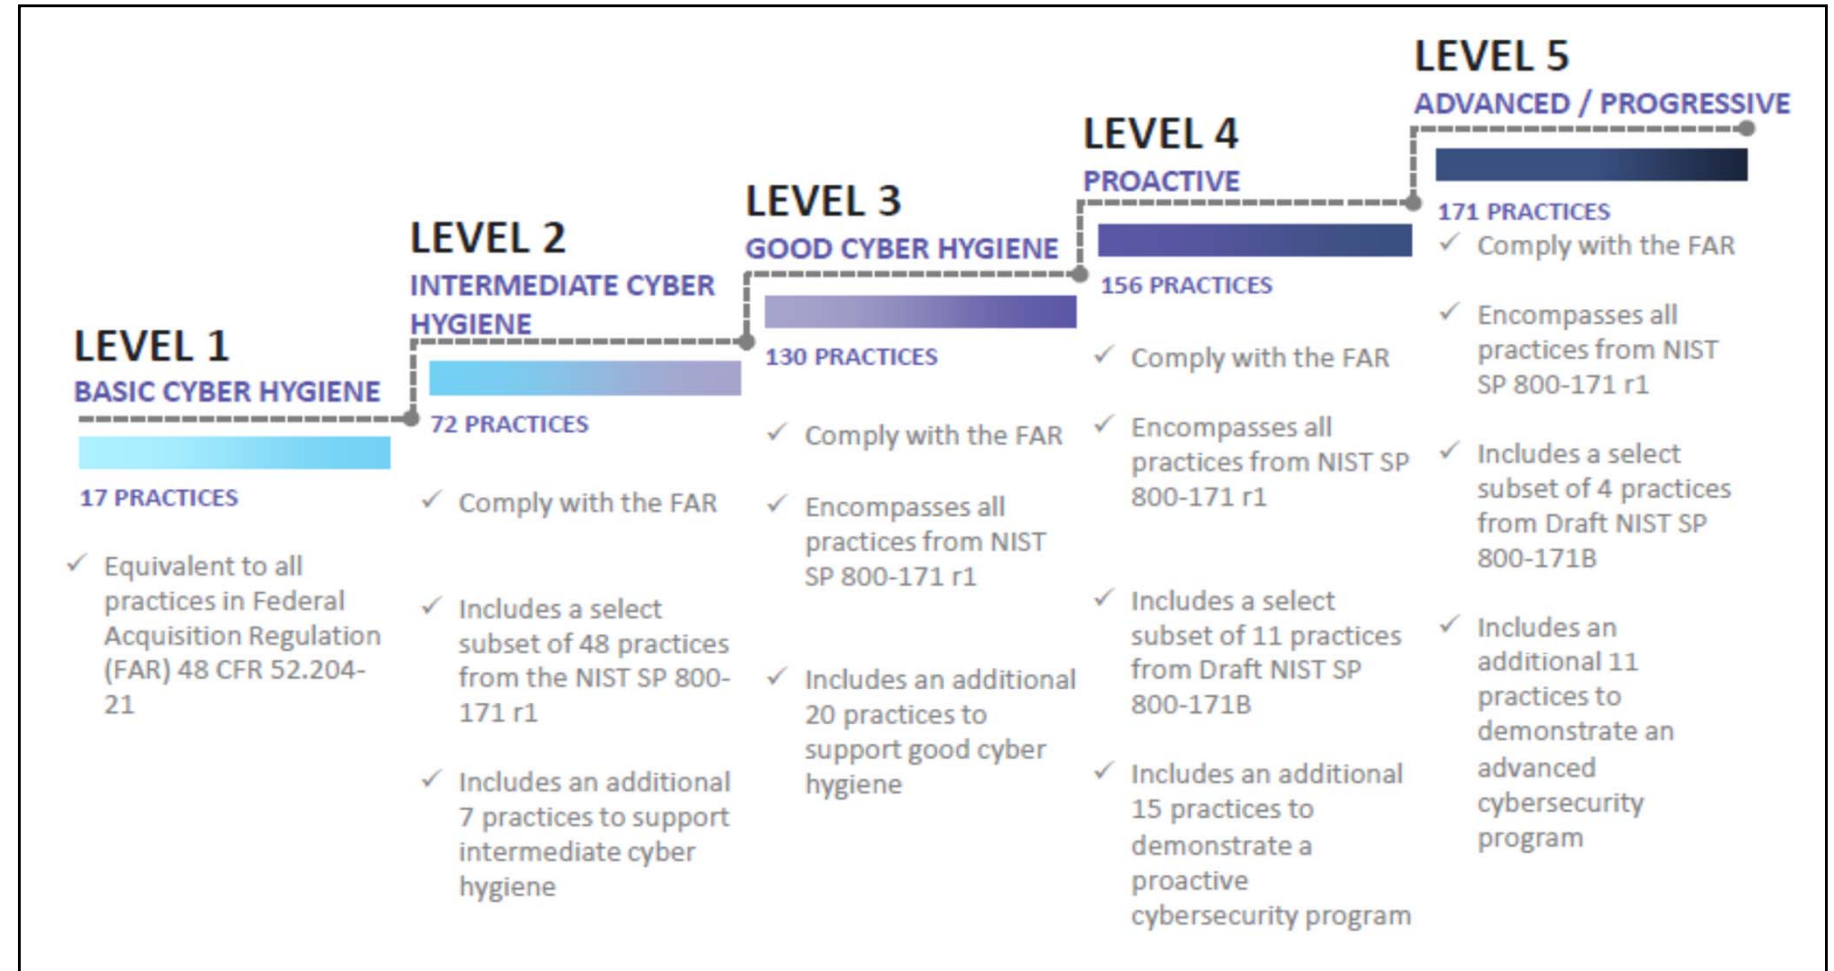 LEVEL 1
BASIC CYBER HYGIENE
17 PRACTICES
✓ Equivalent to all
practices in Federal
Acquisition Regulation
(FAR) 48 CFR 52.204-
21
LEVEL 2
INTERMEDIATE CYBER
HYGIENE
72 PRACTICES
✓ Comply with the FAR
✓ Includes a select
subset of 48 practices
from the NIST SP 800-
171 r1
✓ Includes an additional
7 practices to support
intermediate cyber
hygiene
LEVEL 3
GOOD CYBER HYGIENE
130 PRACTICES
✓ Comply with the FAR
✓ Encompasses all
practices from NIST
SP 800-171 r1
✓ Includes an additional
20 practices to
support good cyber
hygiene
LEVEL 4
PROACTIVE
156 PRACTICES
✓ Comply with the FAR
✓ Encompasses all
practices from NIST SP
800-171 r1
✓ Includes a select
subset of 11 practices
from Draft NIST SP
800-171B
✓ Includes an additional
15 practices to
demonstrate a
proactive
cybersecurity program
LEVEL 5
ADVANCED / PROGRESSIVE
171 PRACTICES
✓ Comply with the FAR
✓ Encompasses all
practices from NIST
SP 800-171 r1
✓ Includes a select
subset of 4 practices
from Draft NIST SP
800-171B
✓ Includes an
additional 11
practices to
demonstrate an
advanced
cybersecurity
program